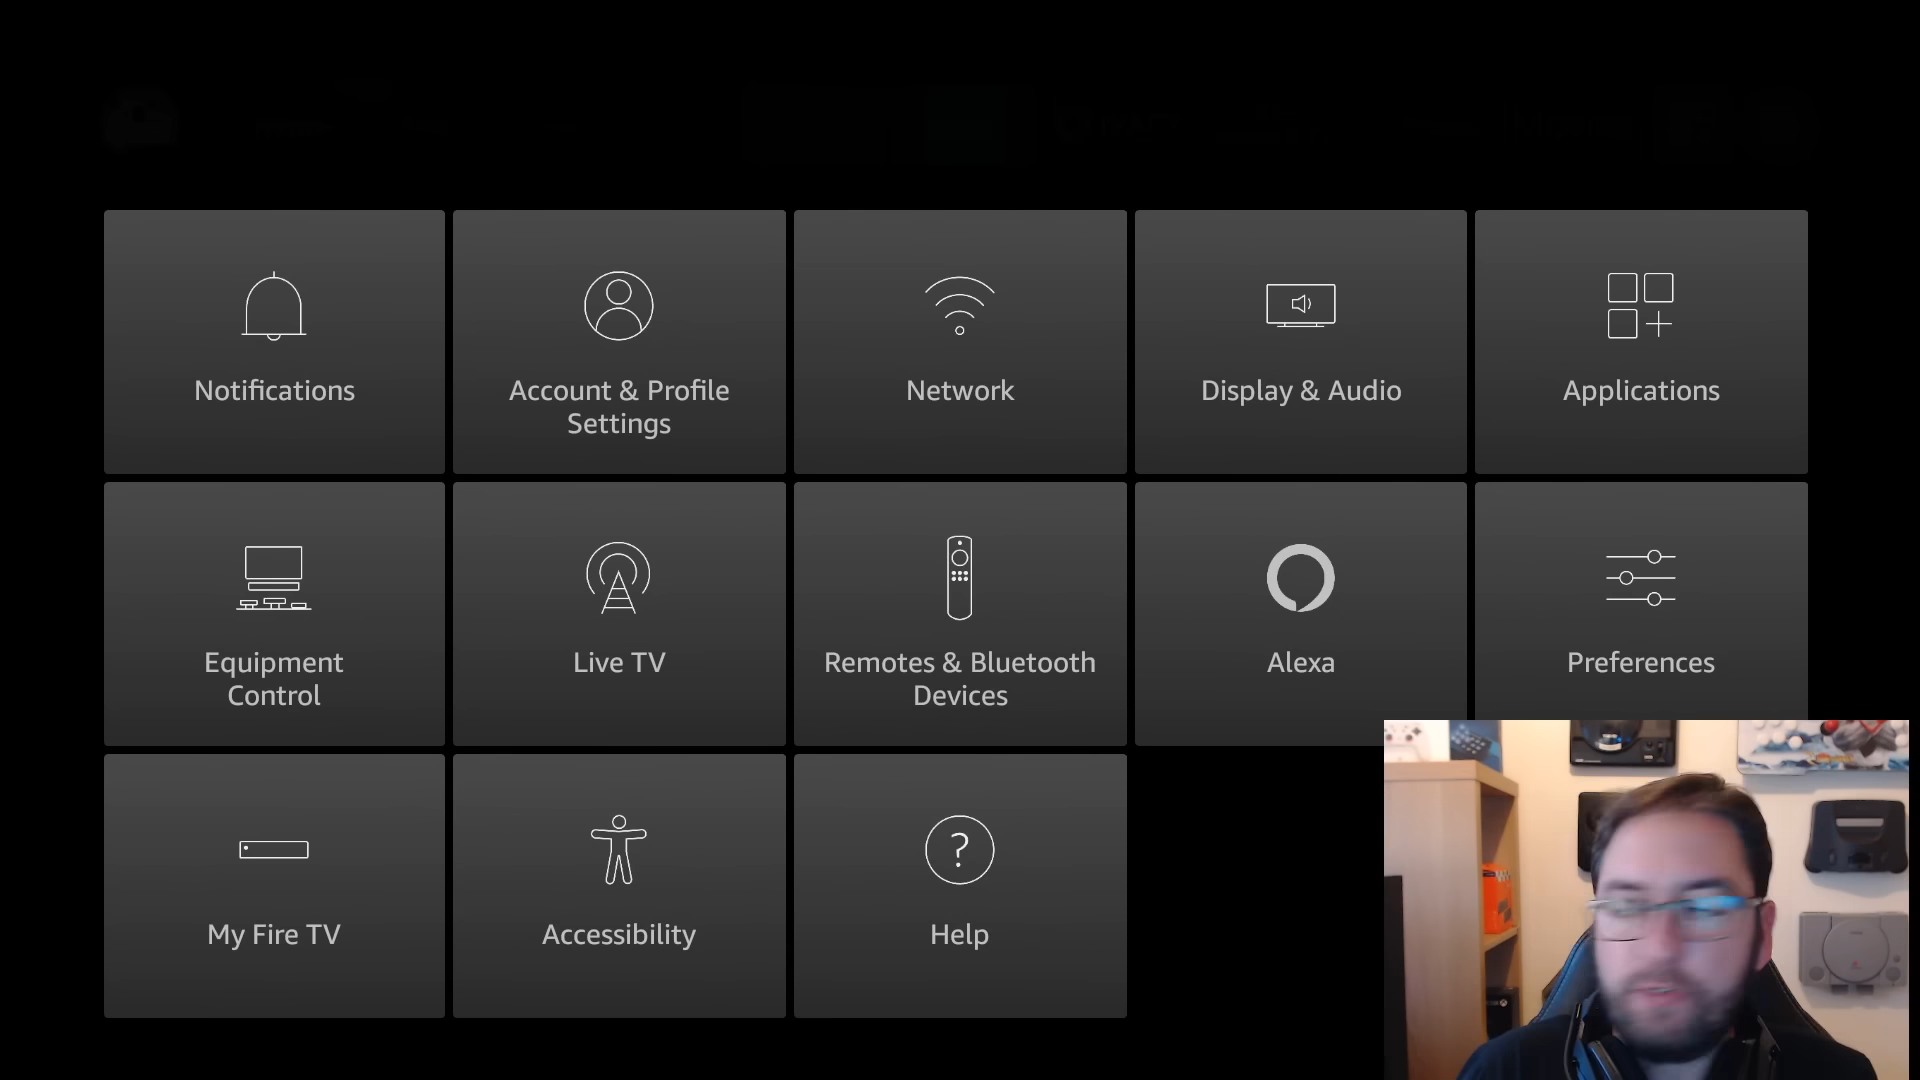 Notifications
Account & Profile
Settings
Network
Display & Audio
Applications
Equipment
Control
Live TV
Remotes & Bluetooth
Devices
Alexa
Preferences
My Fire TV
Accessibility
? 
Help